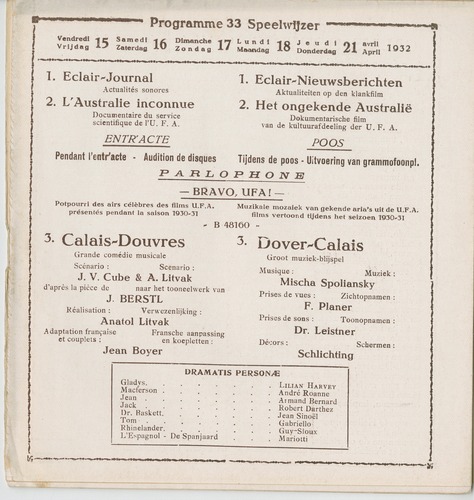 Programme 33 Speelwijzer
Vendredi Vrijdag 15 Samedi Zaterdag 16 Dimanche Zondag 17 Lundi Maandag 18 Jeudi Donderdag 21 avril April 1932
1. Eclair-Journal
Actualités sonores
2. L'Australie inconnue
Documentaire du service
scientifique de l'U. F. A.
ENTR'ACTE
Pendant l'entr'acte - Audition de disques
1. Eclair-Nieuwsberichten
Aktualiteiten op den klankfilm
2. Het ongekende Australië
Dokumentarische film
van de kultuurafdeeling der U. F. A.
POOS
Tijdens de poos - Uitvoering van grammofoonpl.
PARLOPHONE
— BRAVO, UFA! —
Potpourri des airs célèbres des films U.F.A.
présentés pendant la saison 1930-31
Muzikale mozaïek van gekende aria's uit de U.F.A.
films vertoond tijdens het seizoen 1930-31
- B 48160 -
3. Calais-Douvres
Grande comédie musicale
Scénario : Scenario :
J. V. Cube & A. Litvak
d'après la pièce de naar het tooneelwerk van
J. BERSTL
Réalisation : Verwezenlijking :
Anatol Litvak
Adaptation française Fransche aanpassing
et couplets : en koepletten :
Jean Boyer
3. Dover-Calais
Groot muziek-blijspel
Musique : Muziek :
Mischa Spoliansky
Prises de vues : Zichtopnamen :
F. Planer
Prises de sons : Toonopnamen :
Dr. Leistner
Décors : Schermen :
Schlichting
DRAMATIS PERSONÆ
Gladys. . . . . . . LILIAN HARVEY
Macferson . . . . . . . André Roanne
Jean . . . . . . . Armand Bernard
Jack . . . . . . . Robert Darthez
Dr. Baskett. . . . . . . Jean Sinoël
Tom . . . . . . . Gabriello
Rhinelander. . . . . . . Guy-Sloux
L'Espagnol - De Spanjaard . . . Mariotti